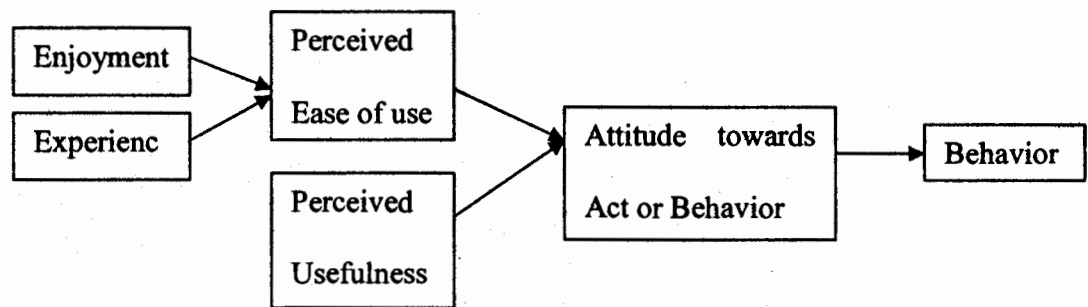 Enjoyment
Experienc
Perceived
Ease of use
Perceived
Usefulness
Attitude towards
Act or Behavior
Behavior